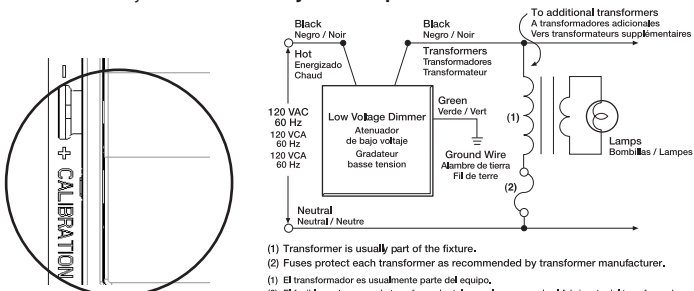 To additional transformers
A transformadores adicionales
Vers transformateurs supplémentaires
Black
Negro / Noir
Black
Negro / Noir
Hot
Energizado
Chaud
Transformers
Transformadores
Transformateur
120 VAC
60 Hz
120 VCA
60 Hz
120 VCA
60 Hz
Low Voltage Dimmer
Atenuador
de bajo voltaje
Gradateur
basse tension
Green
Verde / Vert
Ground Wire
Alambre de tierra
Fil de terre
(1)
(2)
Lamps
Bombillas / Lampes
Neutral
Neutral / Neutre
− + CALIBRATION
(1) Transformer is usually part of the fixture.
(2) Fuses protect each transformer as recommended by transformer manufacturer.
(1) El transformador es usualmente parte del equipo.